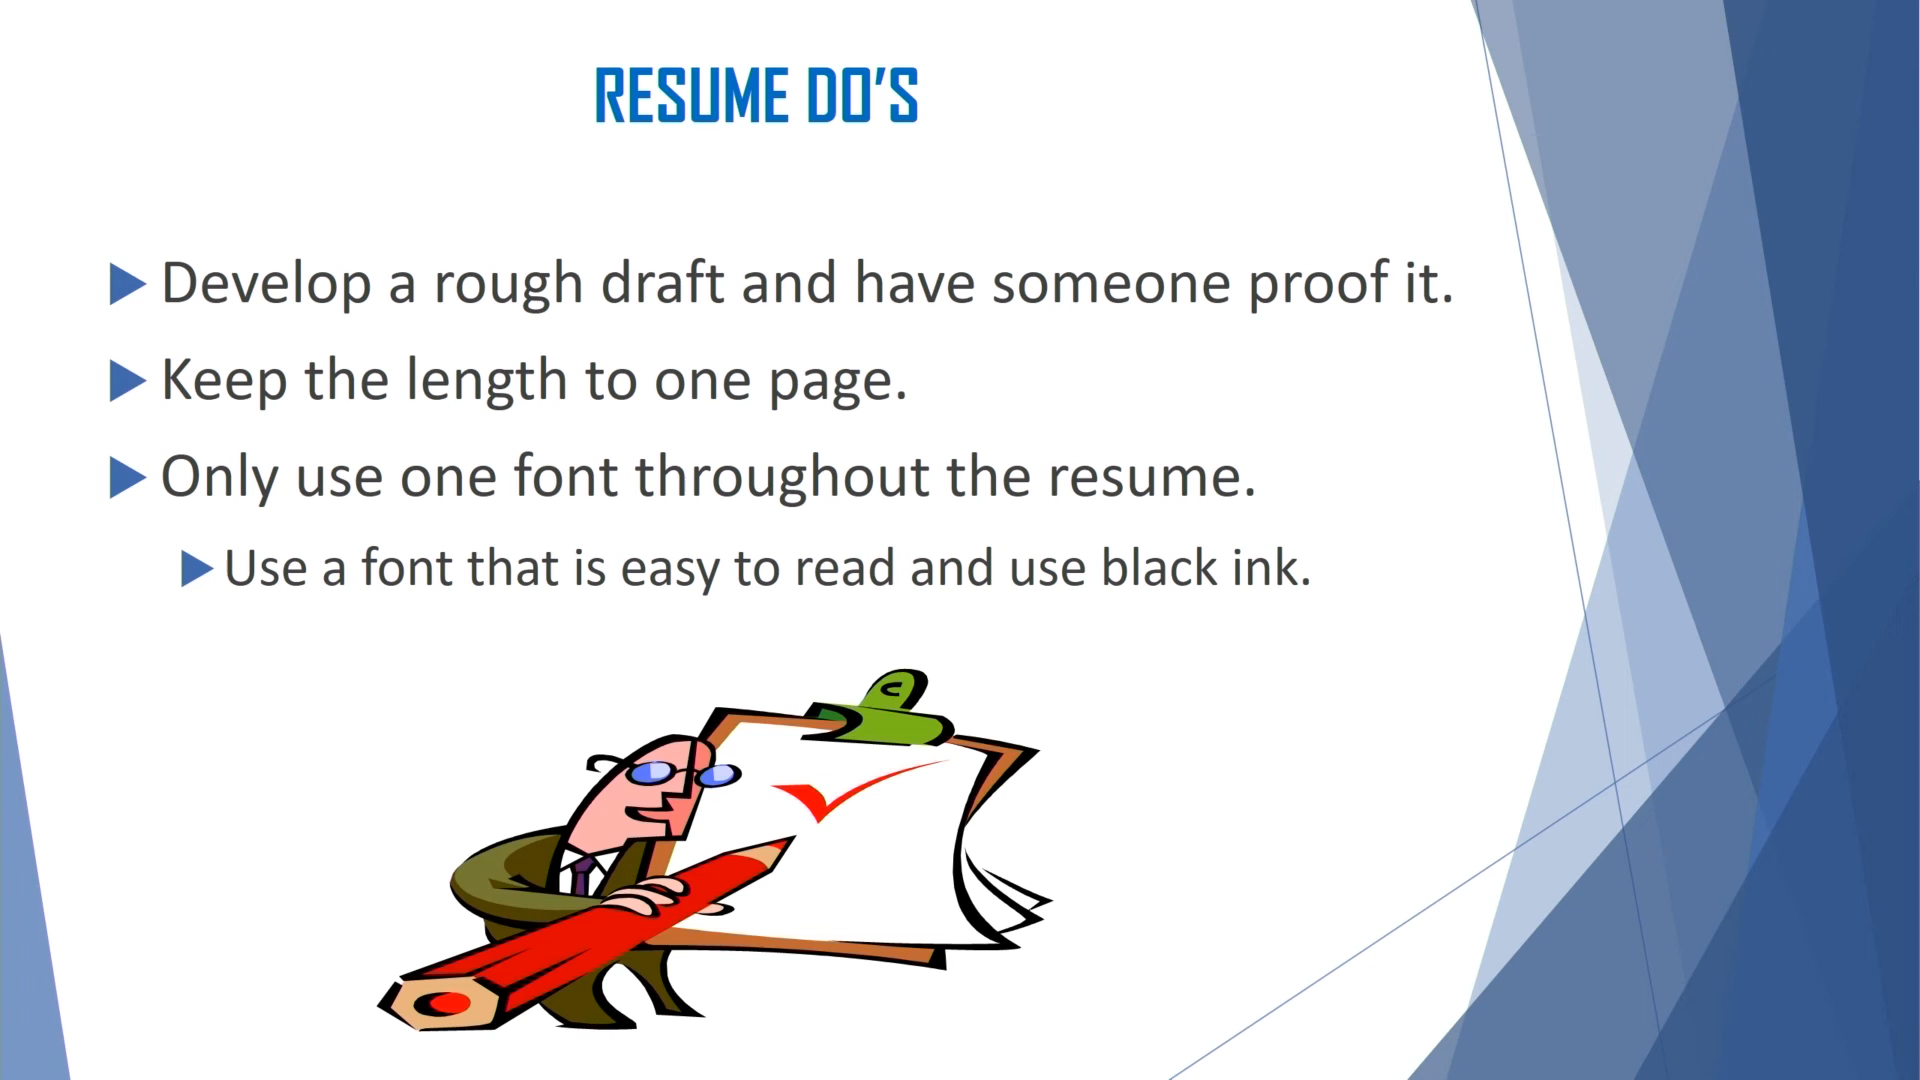 RESUME DO’S
Develop a rough draft and have someone proof it.
Keep the length to one page.
Only use one font throughout the resume.
Use a font that is easy to read and use black ink.